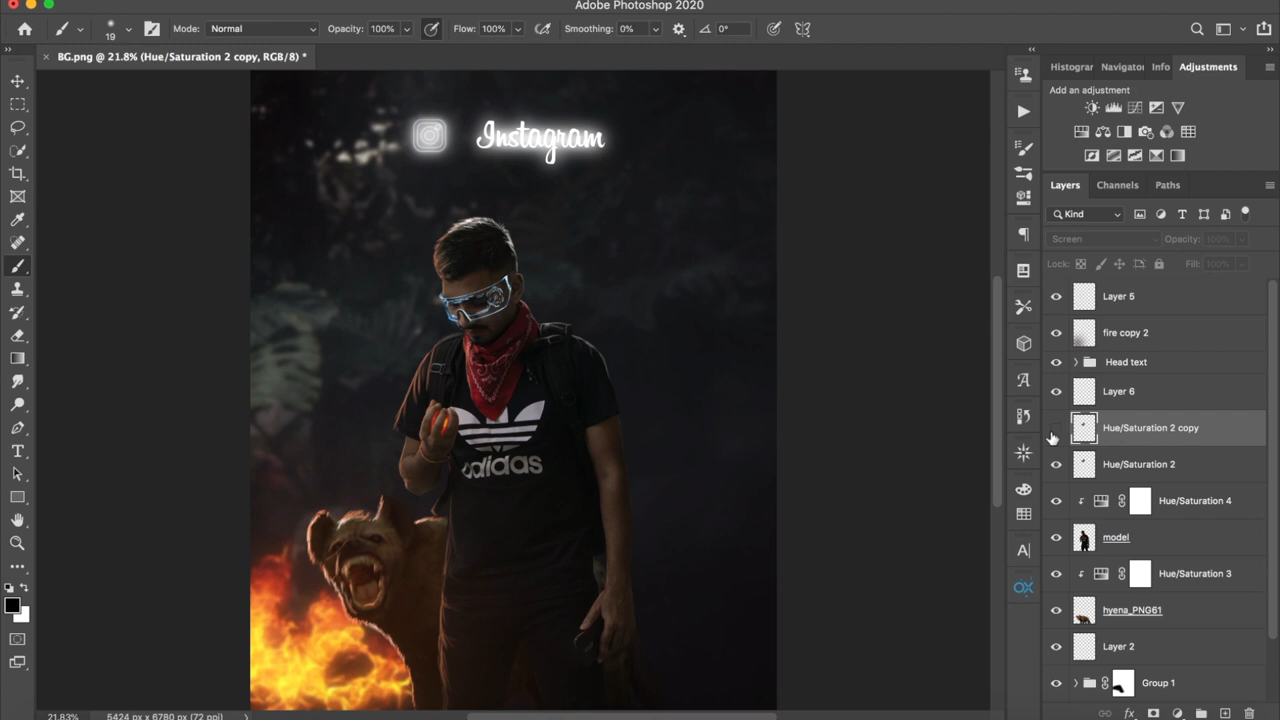 Adobe Photoshop 2020
19
Mode: Normal
Opacity: 100%
Flow: 100%
Smoothing: 0%
0°
BG.png @ 21.8% (Hue/Saturation 2 copy, RGB/8) *
Histogram
Navigator
Info
Adjustments
Add an adjustment
Layers
Channels
Paths
Kind
Screen
Opacity: 100%
Lock:
Fill: 100%
Layer 5
fire copy 2
Head text
Layer 6
Hue/Saturation 2 copy
Hue/Saturation 2
Hue/Saturation 4
model
Hue/Saturation 3
hyena_PNG61
Layer 2
Group 1
Instagram
adidas
21.83%
5424 px x 6780 px (72 ppi)